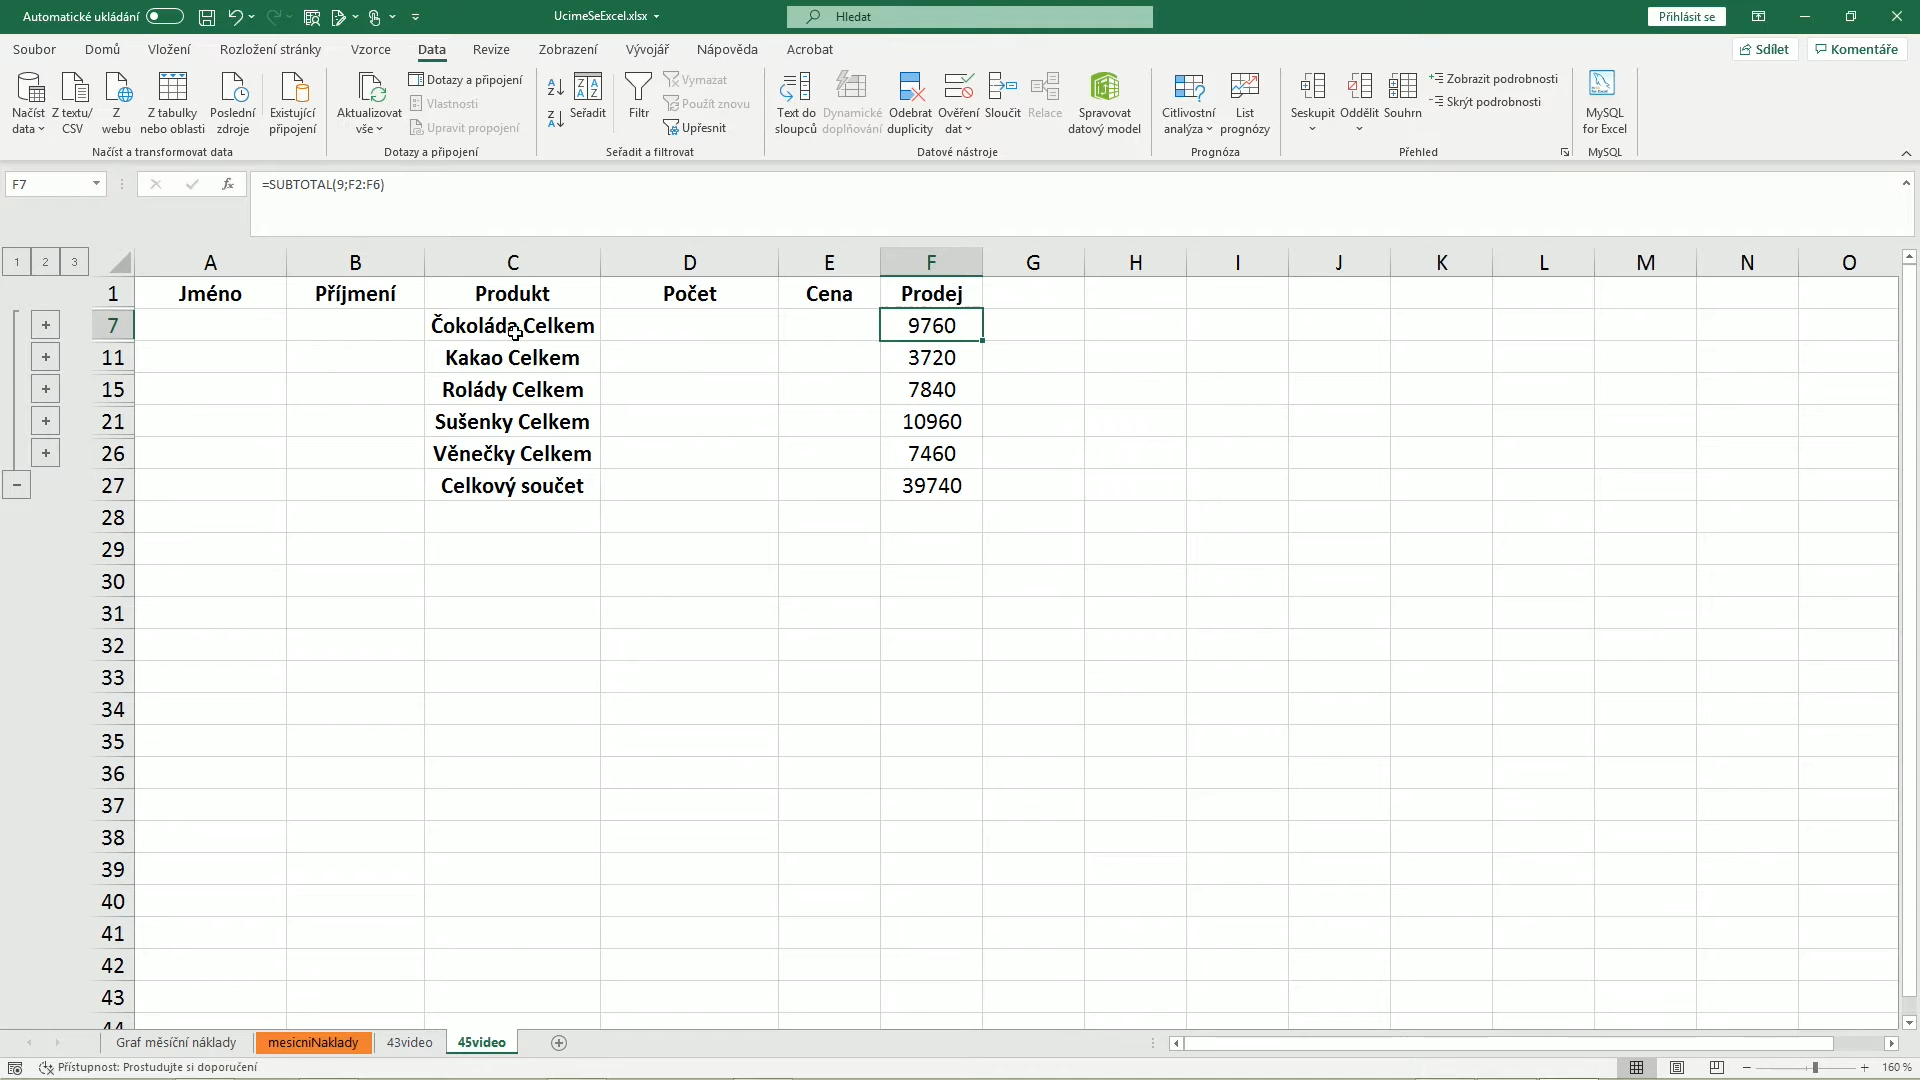 Automatické ukládání
UcimeSeExcel.xlsx
Hledat
Přihlásit se
Soubor Domů Vložení Rozložení stránky Vzorce Data Revize Zobrazení Vývojář Nápověda Acrobat
Sdílet Komentáře
Načíst data
Z textu/ CSV
Z webu
Z tabulky nebo oblasti
Poslední zdroje
Existující připojení
Načíst a transformovat data
Aktualizovat vše
Dotazy a připojení
Vlastnosti
Upravit propojení
Dotazy a připojení
Seřadit
Filtr
Vymazat
Použít znovu
Upřesnit
Seřadit a filtrovat
Text do sloupců
Dynamické doplňování
Odebrat duplicity
Ověření dat
Sloučit
Relace
Spravovat datový model
Datové nástroje
Citlivostní analýza
List prognózy
Prognóza
Seskupit
Oddělit
Souhrn
Zobrazit podrobnosti
Skrýt podrobnosti
Přehled
MySQL for Excel
MySQL
F7
fx
=SUBTOTAL(9;F2:F6)
1 2 3
A B C D E F G H I J K L M N O
1 Jméno Příjmení Produkt Počet Cena Prodej
7 Čokoláda Celkem 9760
11 Kakao Celkem 3720
15 Rolády Celkem 7840
21 Sušenky Celkem 10960
26 Věnečky Celkem 7460
27 Celkový součet 39740
28
29
30
31
32
33
34
35
36
37
38
39
40
41
42
43
44
Graf měsíční náklady mesicniNaklady 43video 45video
Přístupnost: Prostudujte si doporučení
160 %